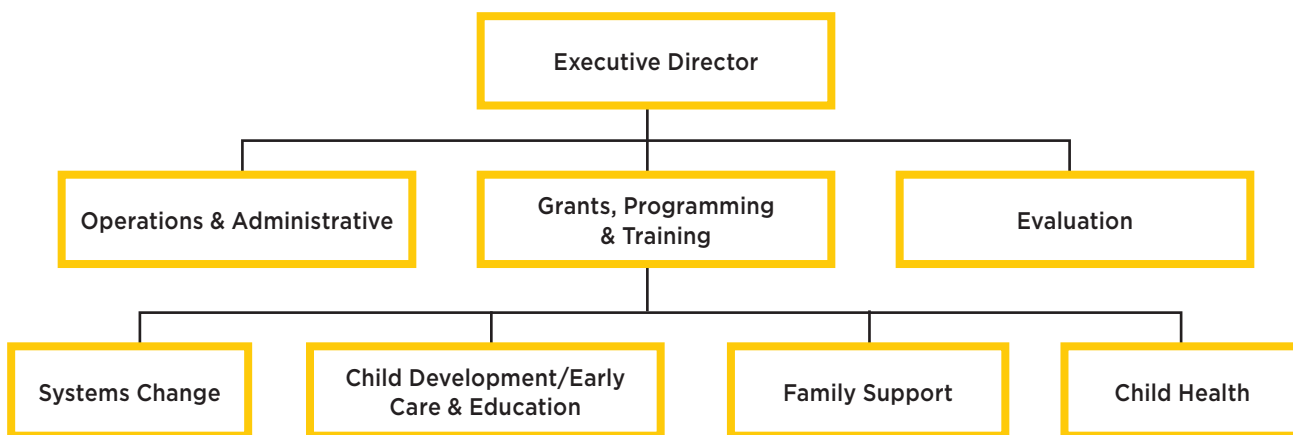 Executive Director
Operations & Administrative
Grants, Programming
& Training
Evaluation
Systems Change
Child Development/Early
Care & Education
Family Support
Child Health